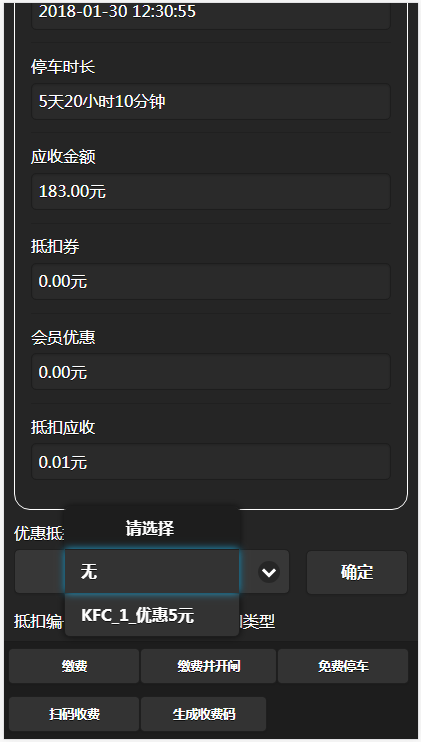 2018-01-30 12:30:55
停车时长
5天20小时10分钟
应收金额
183.00元
抵扣券
0.00元
会员优惠
0.00元
抵扣应收
0.01元
优惠抵
请选择
无
确定
KFC_1_优惠5元
抵扣编 类型
缴费 缴费并开闸 免费停车
扫码收费 生成收费码